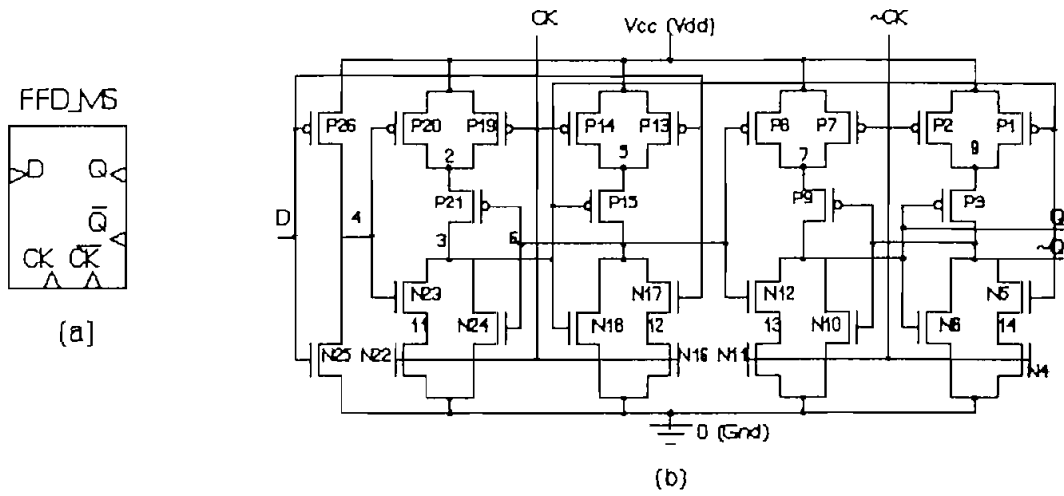 FFD_MS
D Q
Q
CK CK
(a)
CK
Vcc (Vdd)
~CK
P26 P20 P19 P14 P13 P8 P7 P2 P1
2 5 7 9
P21 P15 P9 P3
D 4 3 6 Q
~Q
N23 N17 N12 N5
11 N24 N18 12 13 N10 N6 14
N25 N22 N16 N11 N4
0 (Gnd)
(b)